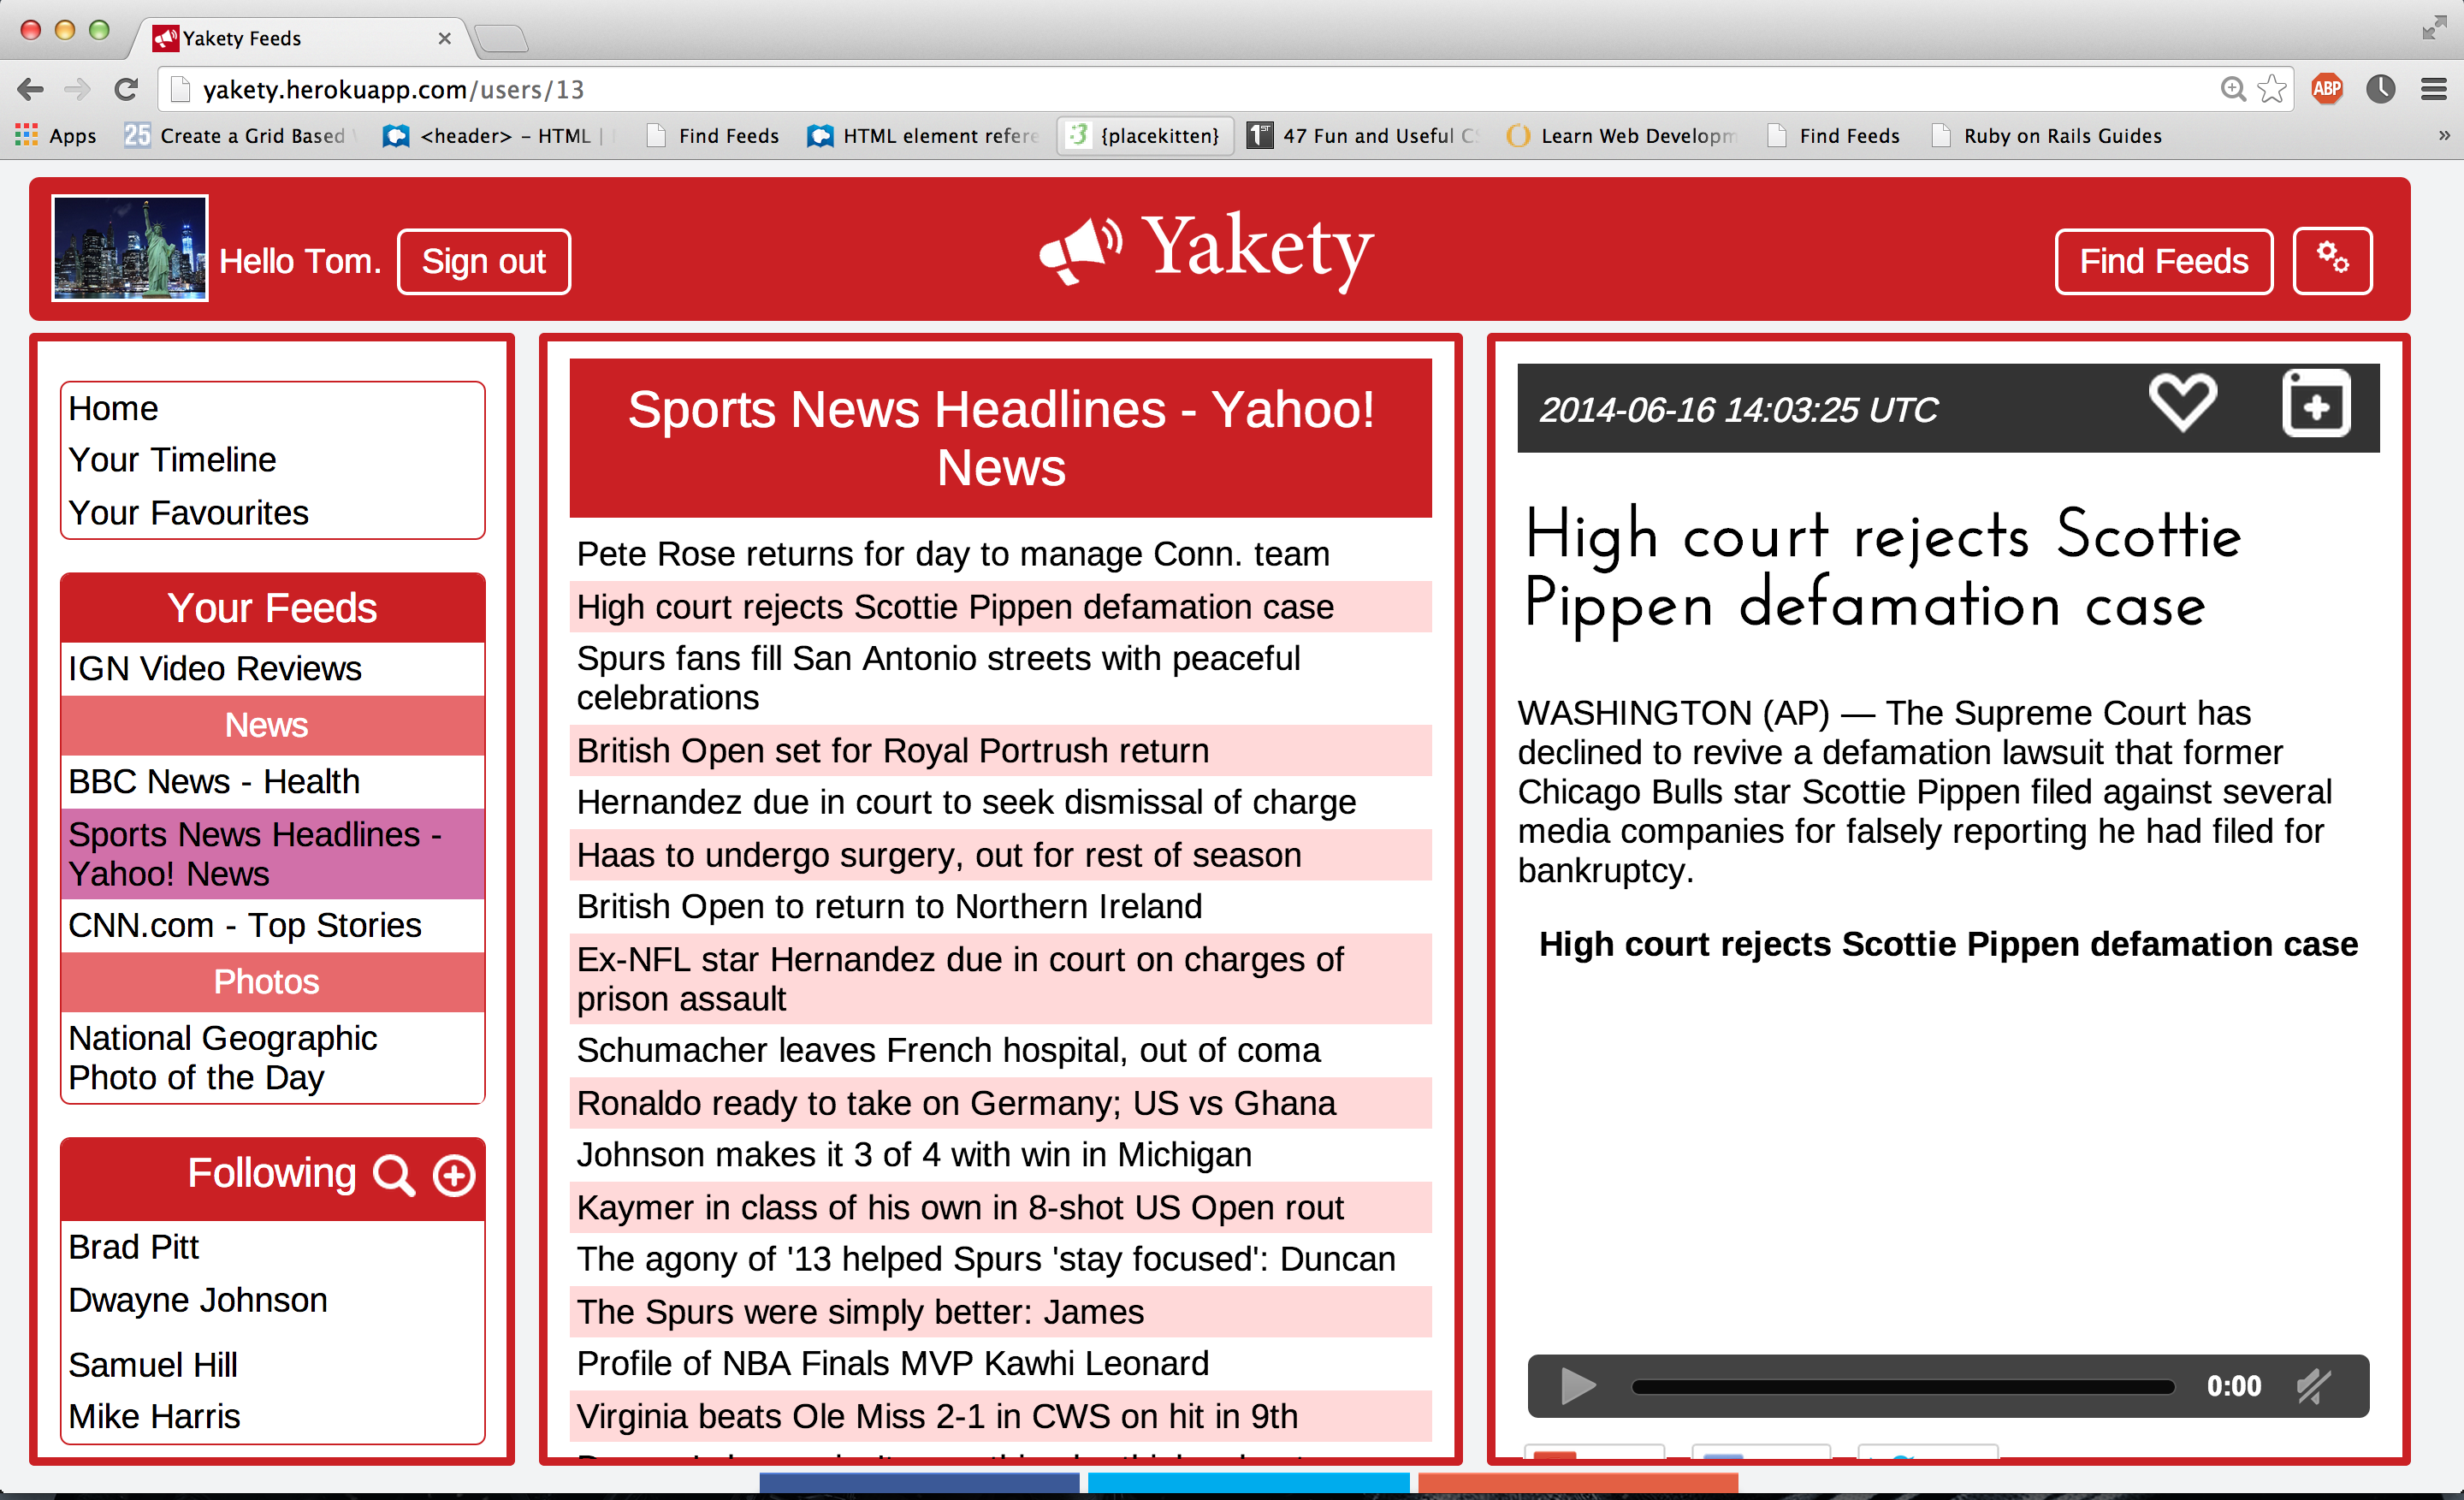 Yakety Feeds
yakety.herokuapp.com/users/13
ABP
Apps
25 Create a Grid Based
<header> - HTML |
Find Feeds
HTML element refere
{placekitten}
1ST 47 Fun and Useful CS
Learn Web Developm
Find Feeds
Ruby on Rails Guides
»
Hello Tom.
Sign out
Yakety
Find Feeds
Home
Your Timeline
Your Favourites
Your Feeds
IGN Video Reviews
News
BBC News - Health
Sports News Headlines -
Yahoo! News
CNN.com - Top Stories
Photos
National Geographic
Photo of the Day
Following
Brad Pitt
Dwayne Johnson
Samuel Hill
Mike Harris
Sports News Headlines - Yahoo!
News
Pete Rose returns for day to manage Conn. team
High court rejects Scottie Pippen defamation case
Spurs fans fill San Antonio streets with peaceful
celebrations
British Open set for Royal Portrush return
Hernandez due in court to seek dismissal of charge
Haas to undergo surgery, out for rest of season
British Open to return to Northern Ireland
Ex-NFL star Hernandez due in court on charges of
prison assault
Schumacher leaves French hospital, out of coma
Ronaldo ready to take on Germany; US vs Ghana
Johnson makes it 3 of 4 with win in Michigan
Kaymer in class of his own in 8-shot US Open rout
The agony of '13 helped Spurs 'stay focused': Duncan
The Spurs were simply better: James
Profile of NBA Finals MVP Kawhi Leonard
Virginia beats Ole Miss 2-1 in CWS on hit in 9th
2014-06-16 14:03:25 UTC
High court rejects Scottie
Pippen defamation case
WASHINGTON (AP) — The Supreme Court has
declined to revive a defamation lawsuit that former
Chicago Bulls star Scottie Pippen filed against several
media companies for falsely reporting he had filed for
bankruptcy.
High court rejects Scottie Pippen defamation case
0:00